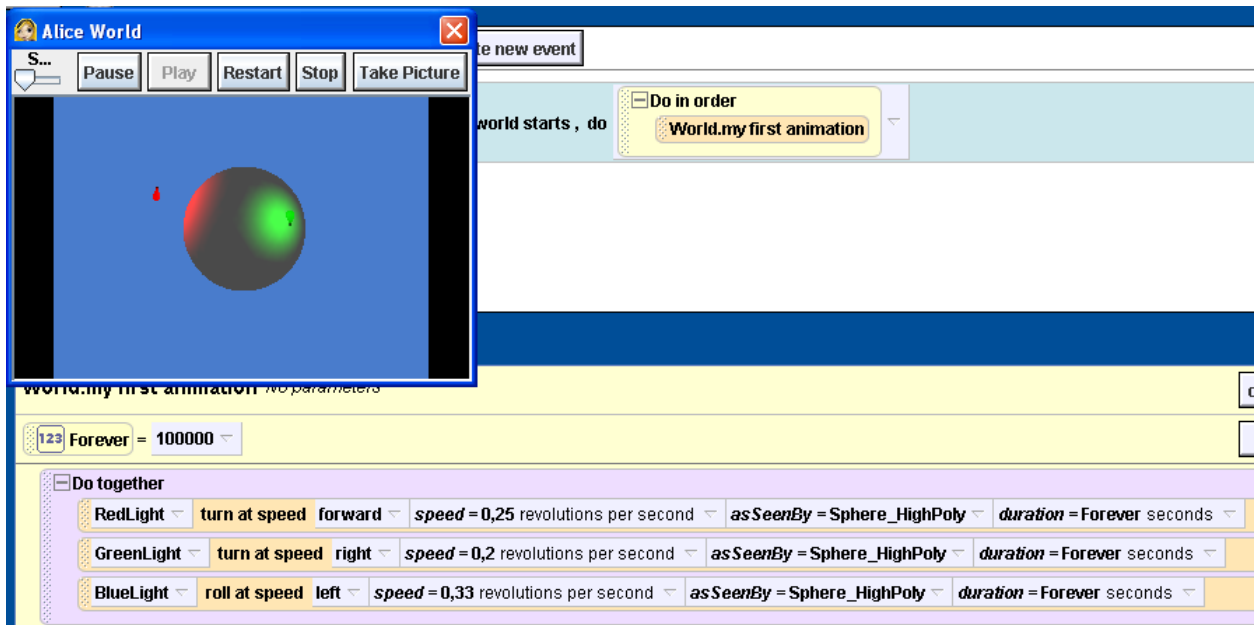 Alice World
S...
Pause Play Restart Stop Take Picture
te new event
world starts , do
Do in order
World.my first animation
World.my first animation No parameters
123 Forever = 100000
Do together
RedLight turn at speed forward speed = 0,25 revolutions per second asSeenBy = Sphere_HighPoly duration = Forever seconds
GreenLight turn at speed right speed = 0,2 revolutions per second asSeenBy = Sphere_HighPoly duration = Forever seconds
BlueLight roll at speed left speed = 0,33 revolutions per second asSeenBy = Sphere_HighPoly duration = Forever seconds